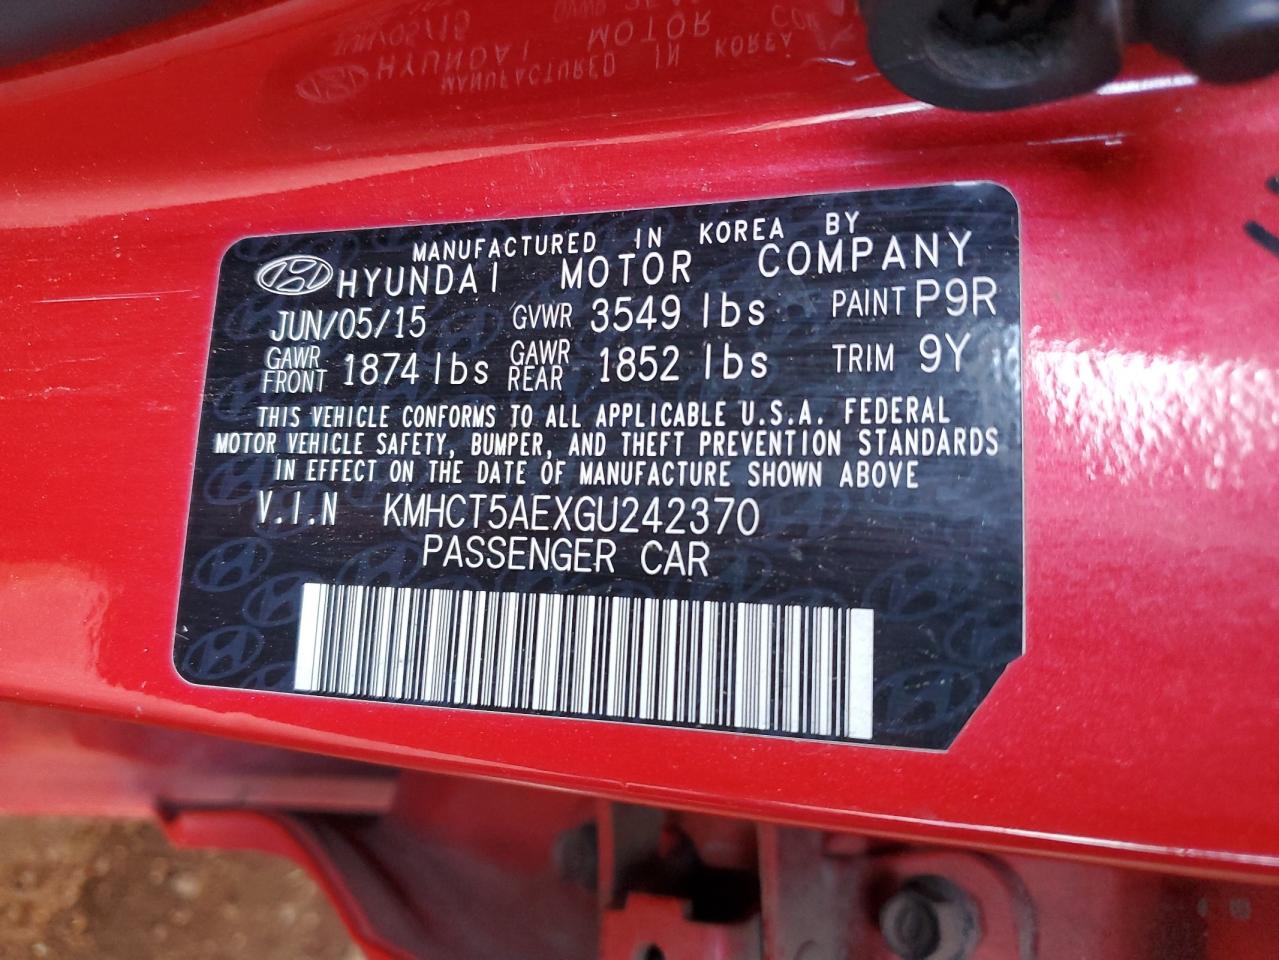 MANUFACTURED IN KOREA BY
HYUNDAI MOTOR COMPANY
JUN/05/15 GVWR 3549 lbs PAINT P9R
GAWR FRONT 1874 lbs GAWR REAR 1852 lbs TRIM 9Y
THIS VEHICLE CONFORMS TO ALL APPLICABLE U.S.A. FEDERAL
MOTOR VEHICLE SAFETY, BUMPER, AND THEFT PREVENTION STANDARDS
IN EFFECT ON THE DATE OF MANUFACTURE SHOWN ABOVE
V.I.N KMHCT5AEXGU242370
PASSENGER CAR